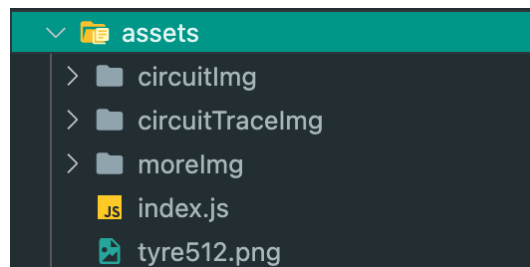 assets
circuitImg
circuitTraceImg
moreImg
JS index.js
tyre512.png